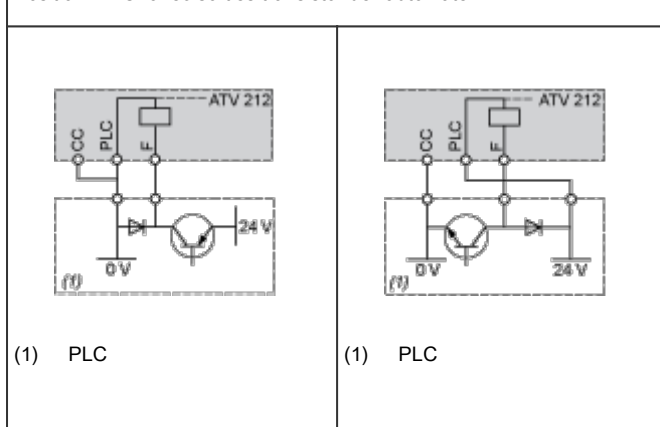 ATV 212
CC
PLC
F
24 V
0 V
(1)
(1) PLC
ATV 212
CC
PLC
F
0 V
24 V
(1)
(1) PLC